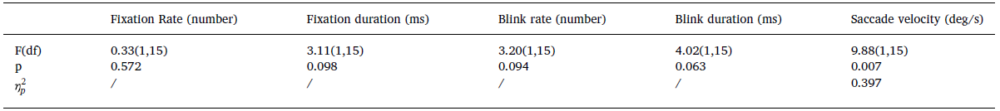 Fixation Rate (number) Fixation duration (ms) Blink rate (number) Blink duration (ms) Saccade velocity (deg/s)
F(df) 0.33(1,15) 3.11(1,15) 3.20(1,15) 4.02(1,15) 9.88(1,15)
p 0.572 0.098 0.094 0.063 0.007
η²ₚ / / / / 0.397